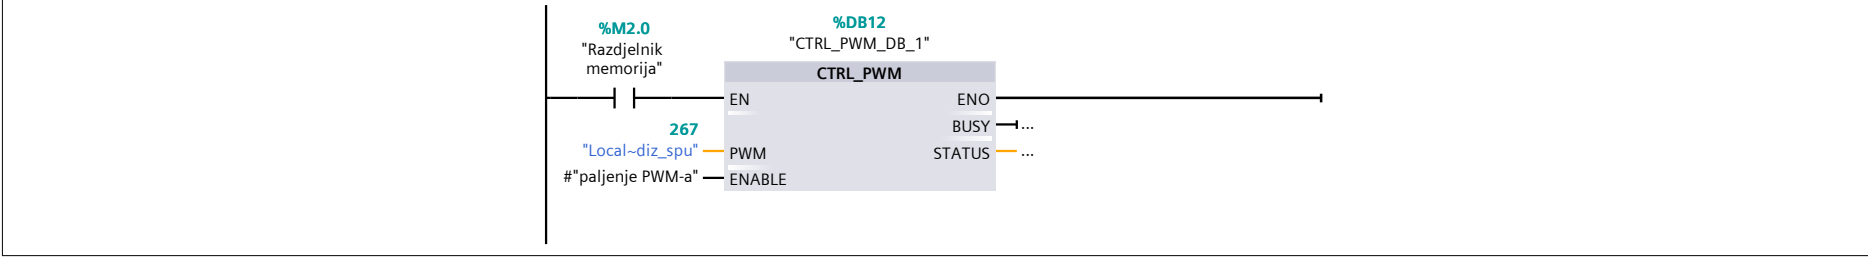 %M2.0
"Razdjelnik
memorija"
%DB12
"CTRL_PWM_DB_1"
CTRL_PWM
EN
ENO
BUSY
...
267
"Local~diz_spu"
PWM
STATUS
...
#"paljenje PWM-a"
ENABLE